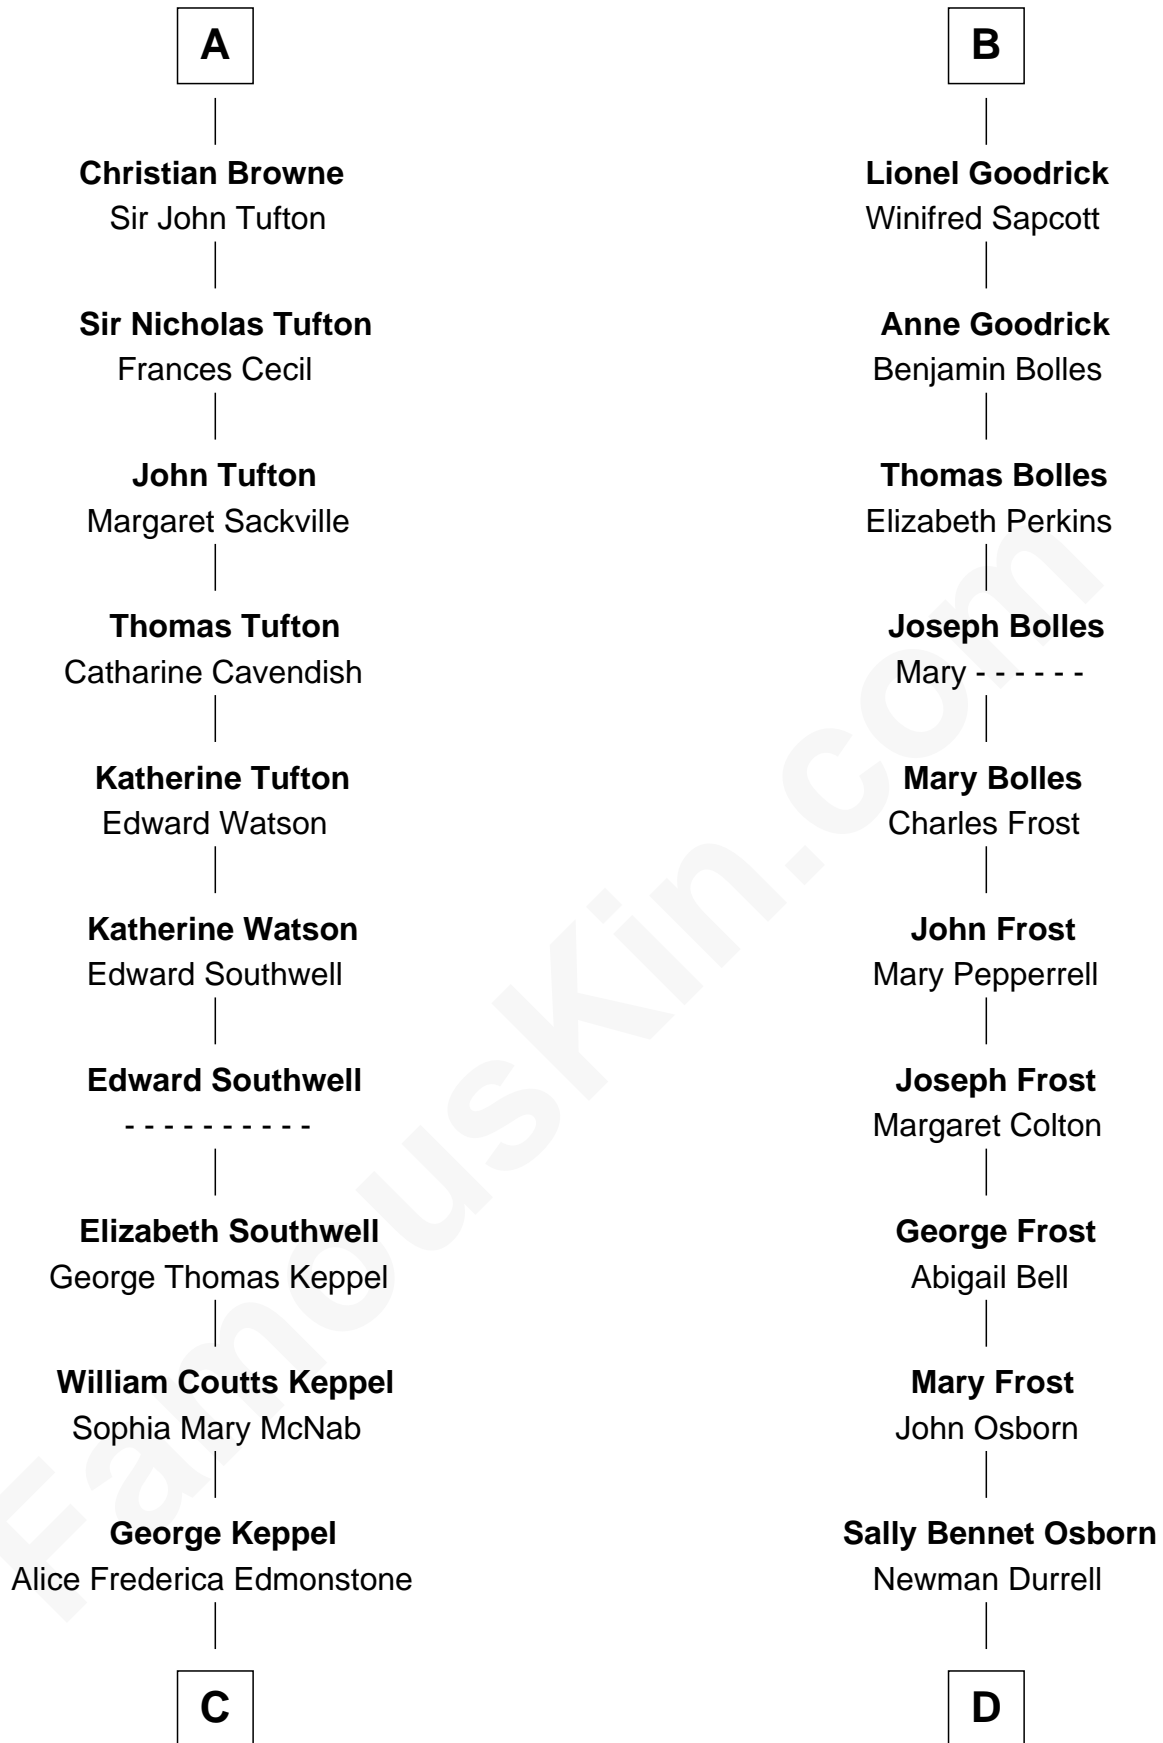 A
Christian Browne
Sir John Tufton
Sir Nicholas Tufton
Frances Cecil
John Tufton
Margaret Sackville
Thomas Tufton
Catharine Cavendish
Katherine Tufton
Edward Watson
Katherine Watson
Edward Southwell
Edward Southwell
- - - - - - - - - -
Elizabeth Southwell
George Thomas Keppel
William Coutts Keppel
Sophia Mary McNab
George Keppel
Alice Frederica Edmonstone
C
B
Lionel Goodrick
Winifred Sapcott
Anne Goodrick
Benjamin Bolles
Thomas Bolles
Elizabeth Perkins
Joseph Bolles
Mary - - - - - -
Mary Bolles
Charles Frost
John Frost
Mary Pepperrell
Joseph Frost
Margaret Colton
George Frost
Abigail Bell
Mary Frost
John Osborn
Sally Bennet Osborn
Newman Durrell
D
FamousKin.com